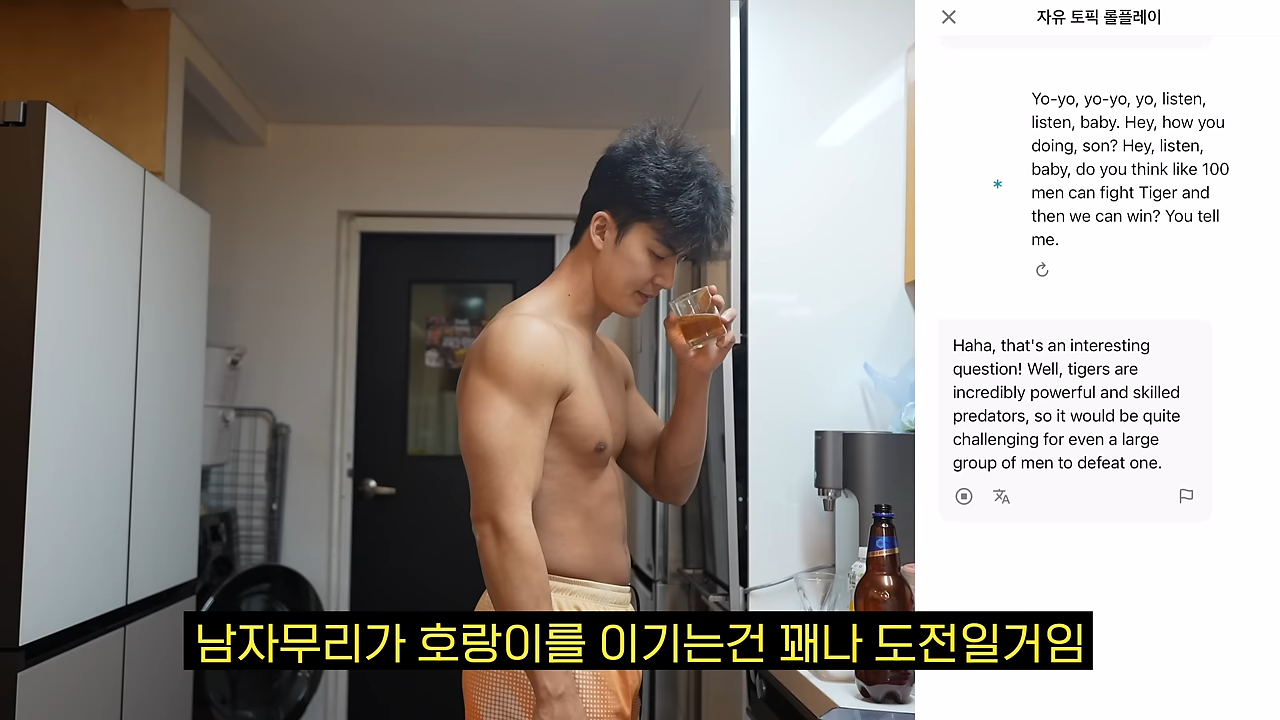 자유 토픽 롤플레이
Yo-yo, yo-yo, yo, listen,
listen, baby. Hey, how you
doing, son? Hey, listen,
baby, do you think like 100
men can fight Tiger and
then we can win? You tell
me.
Haha, that's an interesting
question! Well, tigers are
incredibly powerful and skilled
predators, so it would be quite
challenging for even a large
group of men to defeat one.
남자무리가 호랑이를 이기는건 꽤나 도전일거임